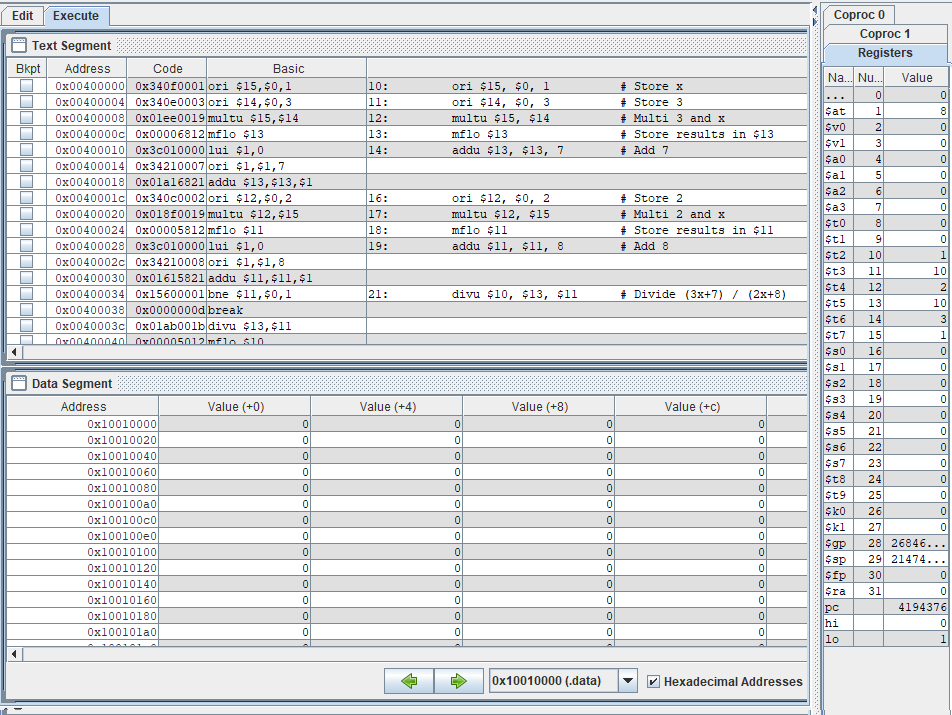 Edit Execute
Text Segment
Bkpt Address Code Basic
0x00400000 0x340f0001 ori $15,$0,1 10: ori $15, $0, 1 # Store x
0x00400004 0x340e0003 ori $14,$0,3 11: ori $14, $0, 3 # Store 3
0x00400008 0x01ee0019 multu $15,$14 12: multu $15, $14 # Multi 3 and x
0x0040000c 0x00006812 mflo $13 13: mflo $13 # Store results in $13
0x00400010 0x3c010000 lui $1,0 14: addu $13, $13, 7 # Add 7
0x00400014 0x34210007 ori $1,$1,7
0x00400018 0x01a16821 addu $13,$13,$1
0x0040001c 0x340c0002 ori $12,$0,2 16: ori $12, $0, 2 # Store 2
0x00400020 0x018f0019 multu $12,$15 17: multu $12, $15 # Multi 2 and x
0x00400024 0x00005812 mflo $11 18: mflo $11 # Store results in $11
0x00400028 0x3c010000 lui $1,0 19: addu $11, $11, 8 # Add 8
0x0040002c 0x34210008 ori $1,$1,8
0x00400030 0x01615821 addu $11,$11,$1
0x00400034 0x15600001 bne $11,$0,1 21: divu $10, $13, $11 # Divide (3x+7) / (2x+8)
0x00400038 0x0000000d break
0x0040003c 0x01ab001b divu $13,$11
0x00400040 0x00005012 mflo $10
Data Segment
Address Value (+0) Value (+4) Value (+8) Value (+c)
0x10010000 0 0 0 0
0x10010020 0 0 0 0
0x10010040 0 0 0 0
0x10010060 0 0 0 0
0x10010080 0 0 0 0
0x100100a0 0 0 0 0
0x100100c0 0 0 0 0
0x100100e0 0 0 0 0
0x10010100 0 0 0 0
0x10010120 0 0 0 0
0x10010140 0 0 0 0
0x10010160 0 0 0 0
0x10010180 0 0 0 0
0x100101a0 0 0 0 0
0x10010000 (.data) Hexadecimal Addresses
Coproc 0
Coproc 1
Registers
Na... Nu... Value
... 0 0
$at 1 8
$v0 2 0
$v1 3 0
$a0 4 0
$a1 5 0
$a2 6 0
$a3 7 0
$t0 8 0
$t1 9 0
$t2 10 1
$t3 11 10
$t4 12 2
$t5 13 10
$t6 14 3
$t7 15 1
$s0 16 0
$s1 17 0
$s2 18 0
$s3 19 0
$s4 20 0
$s5 21 0
$s6 22 0
$s7 23 0
$t8 24 0
$t9 25 0
$k0 26 0
$k1 27 0
$gp 28 26846...
$sp 29 21474...
$fp 30 0
$ra 31 0
pc 4194376
hi 0
lo 1